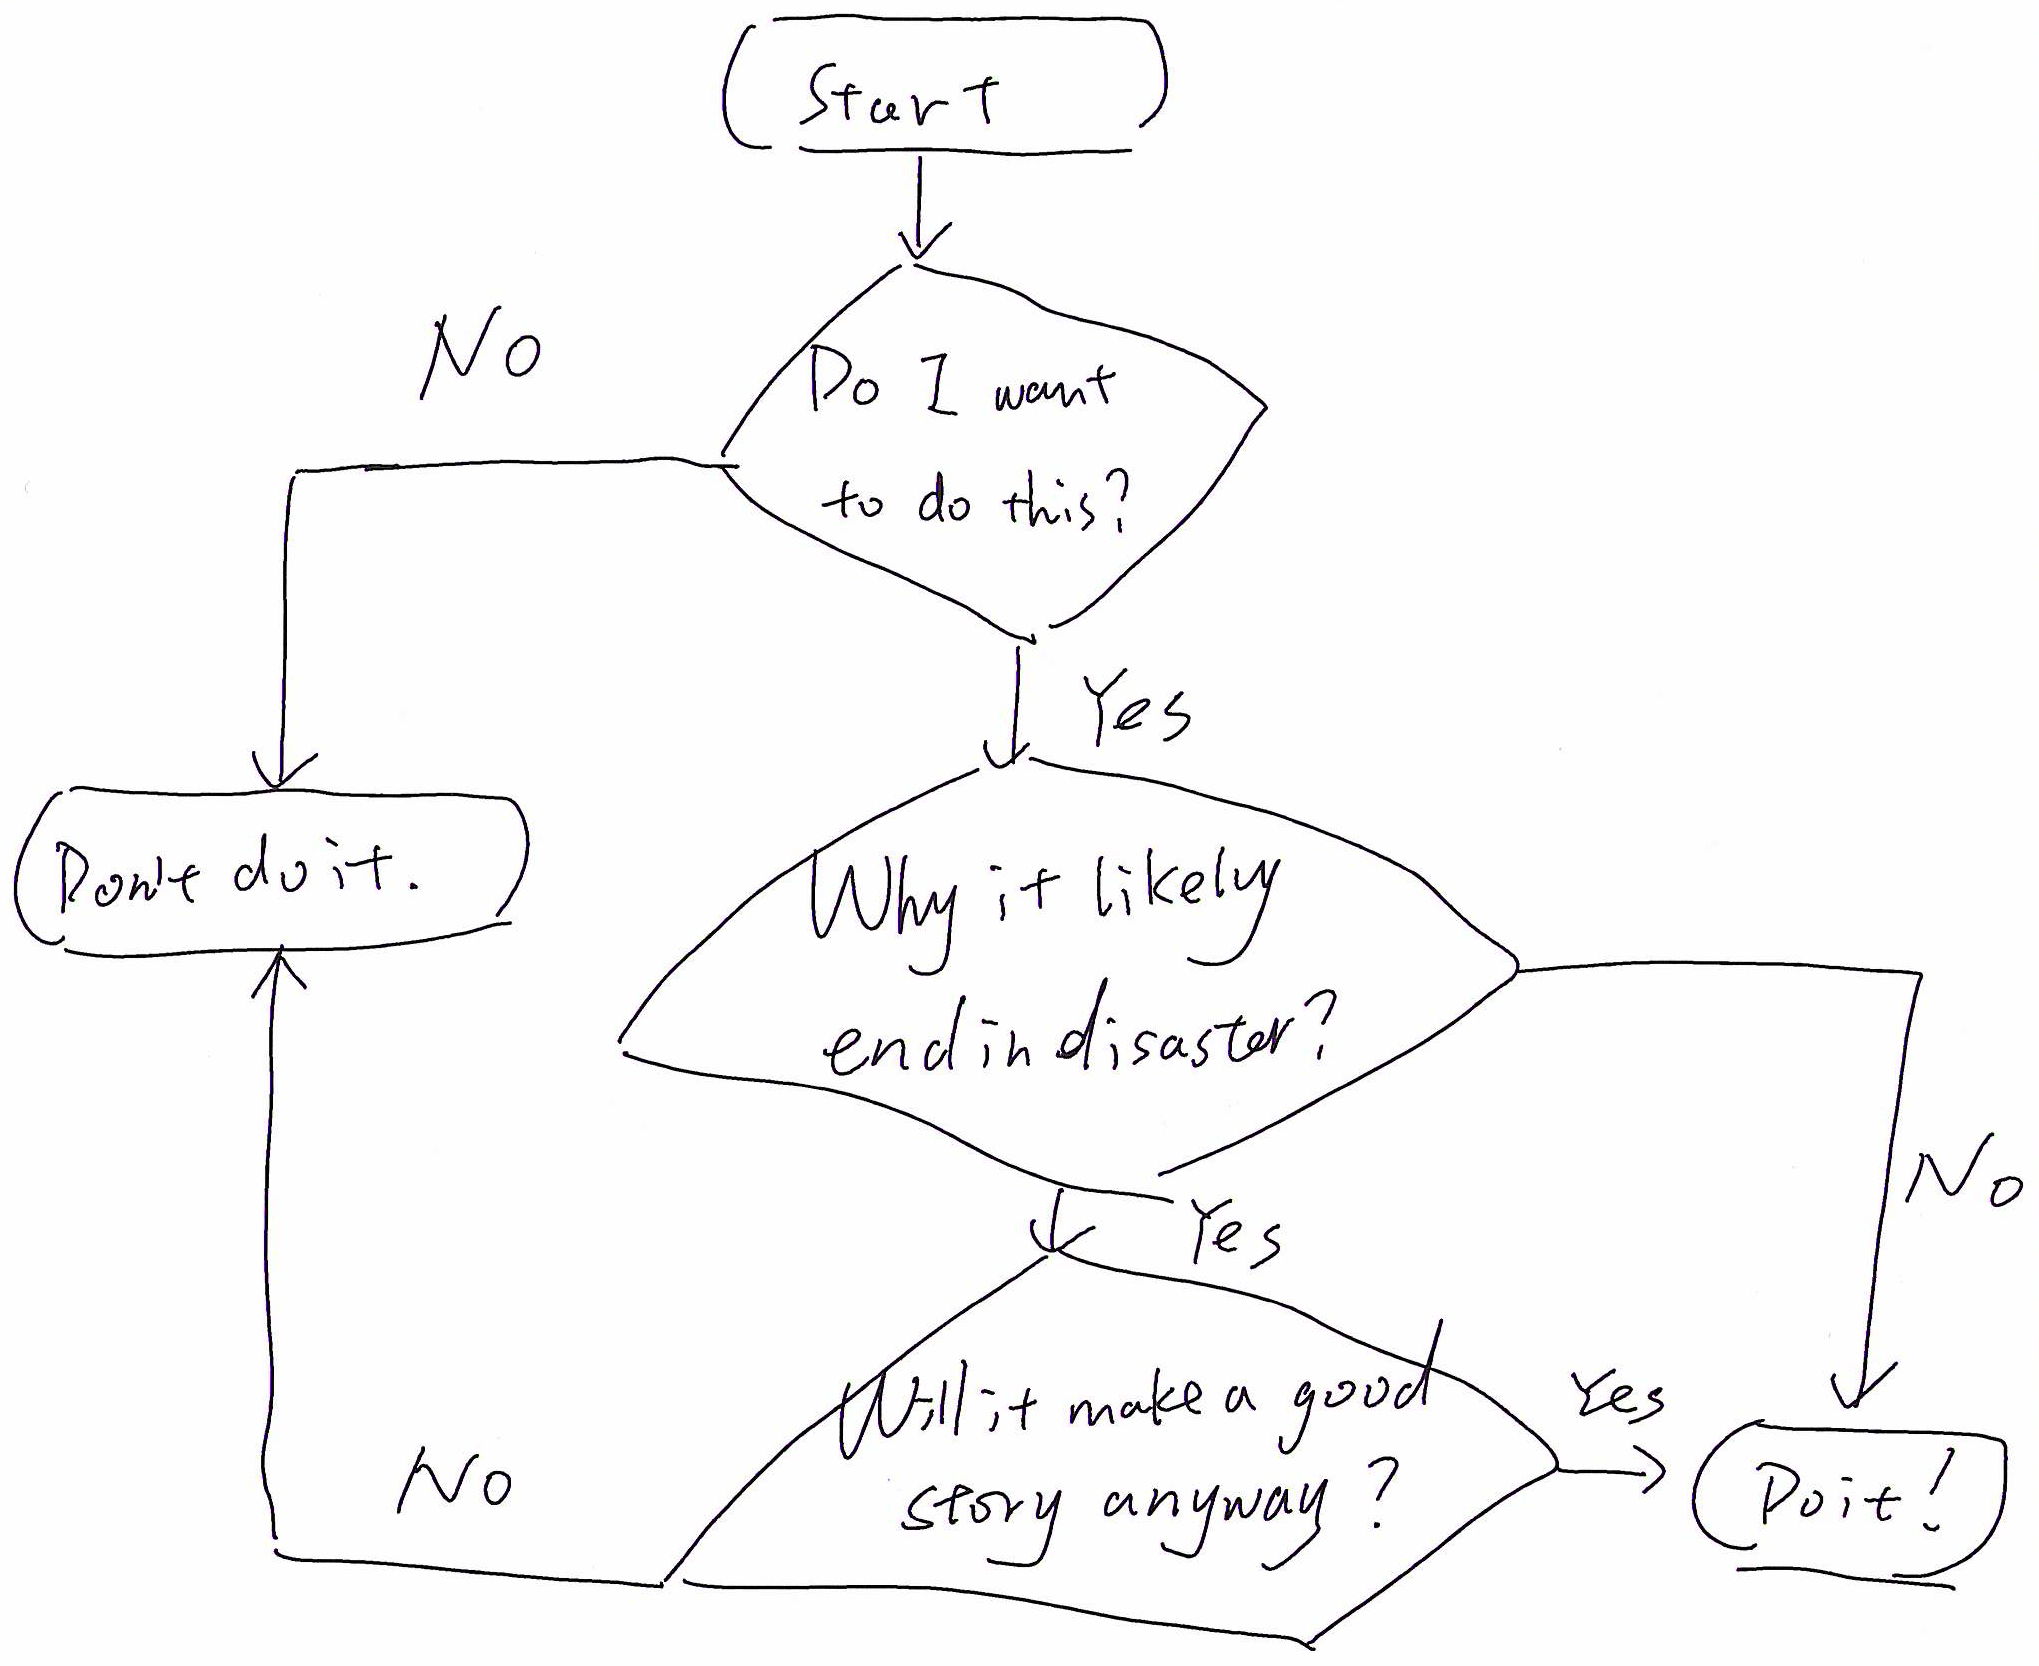 Start
No
Do I want
to do this?
Yes
Don't do it.
Why it likely
end in disaster?
No
Yes
Will it make a good
story anyway?
Yes
No
Do it!